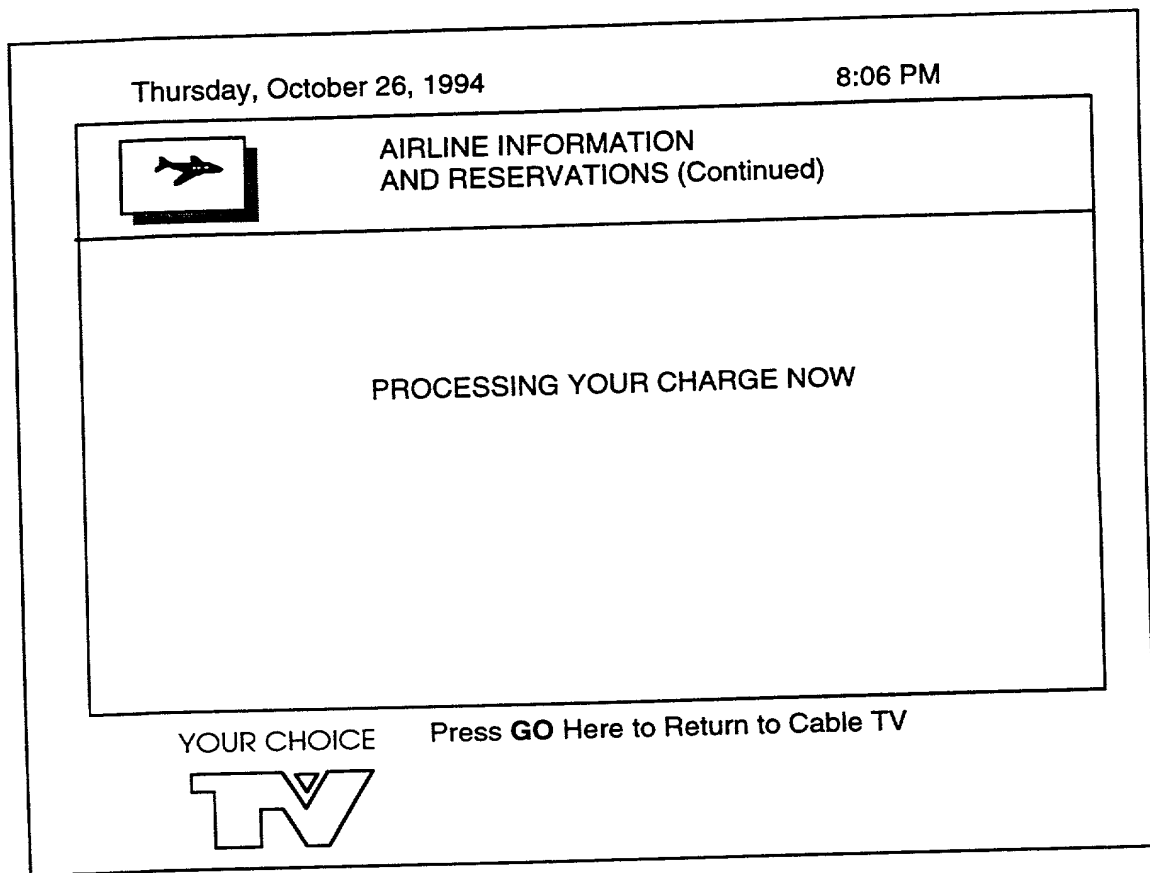 Thursday, October 26, 1994 8:06 PM
AIRLINE INFORMATION
AND RESERVATIONS (Continued)
PROCESSING YOUR CHARGE NOW
Press GO Here to Return to Cable TV
YOUR CHOICE
TV